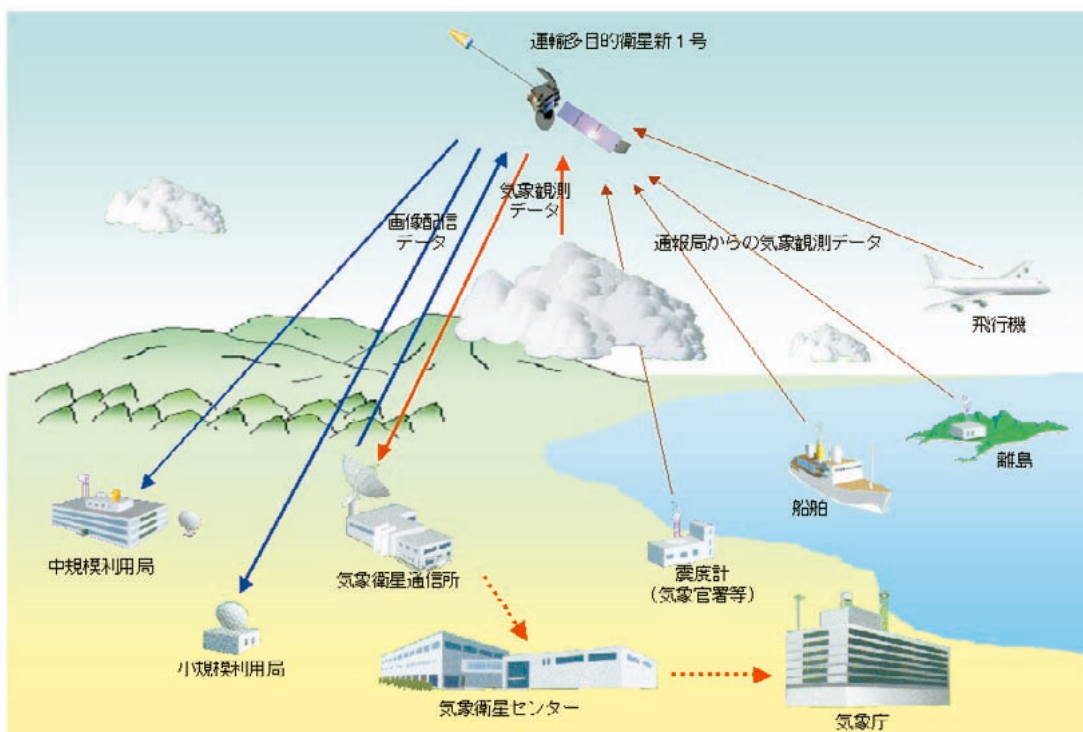 運輸多目的衛星新1号
気象観測
データ
画像配信
データ
通報局からの気象観測データ
飛行機
離島
船舶
中規模利用局
気象衛星通信所
震度計
(気象官署等)
小規模利用局
気象衛星センター
気象庁